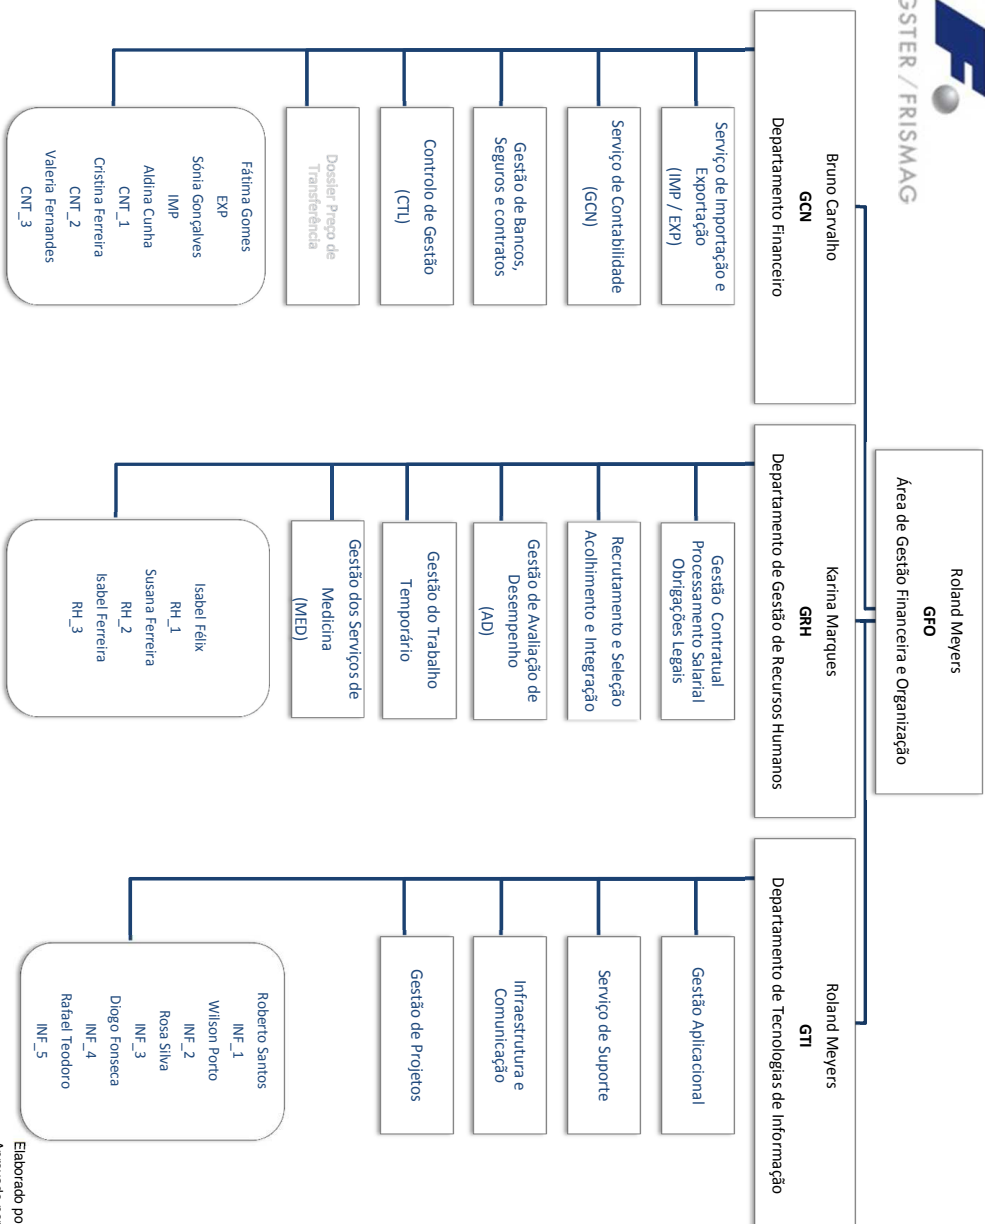 GSTER / FRISMAG
Roland Meyers
GFO
Área de Gestão Financeira e Organização
Bruno Carvalho
GCN
Departamento Financeiro
Serviço de Importação e
Exportação
(IMP / EXP)
Serviço de Contabilidade
(GCN)
Gestão de Bancos,
Seguros e contratos
Controlo de Gestão
(CTL)
Dossier Preço de
Transferência
Fátima Gomes
EXP
Sónia Gonçalves
IMP
Aldina Cunha
CNT_1
Cristina Ferreira
CNT_2
Valeria Fernandes
CNT_3
Karina Marques
GRH
Departamento de Gestão de Recursos Humanos
Gestão Contratual
Processamento Salarial
Obrigações Legais
Recrutamento e Seleção
Acolhimento e Integração
Gestão de Avaliação de
Desempenho
(AD)
Gestão do Trabalho
Temporário
Gestão dos Serviços de
Medicina
(MED)
Isabel Félix
RH_1
Susana Ferreira
RH_2
Isabel Ferreira
RH_3
Roland Meyers
GTI
Departamento de Tecnologias de Informação
Gestão Aplicacional
Serviço de Suporte
Infraestrutura e
Comunicação
Gestão de Projetos
Roberto Santos
INF_1
Wilson Porto
INF_2
Rosa Silva
INF_3
Diogo Fonseca
INF_4
Rafael Teodoro
INF_5
Elaborado po